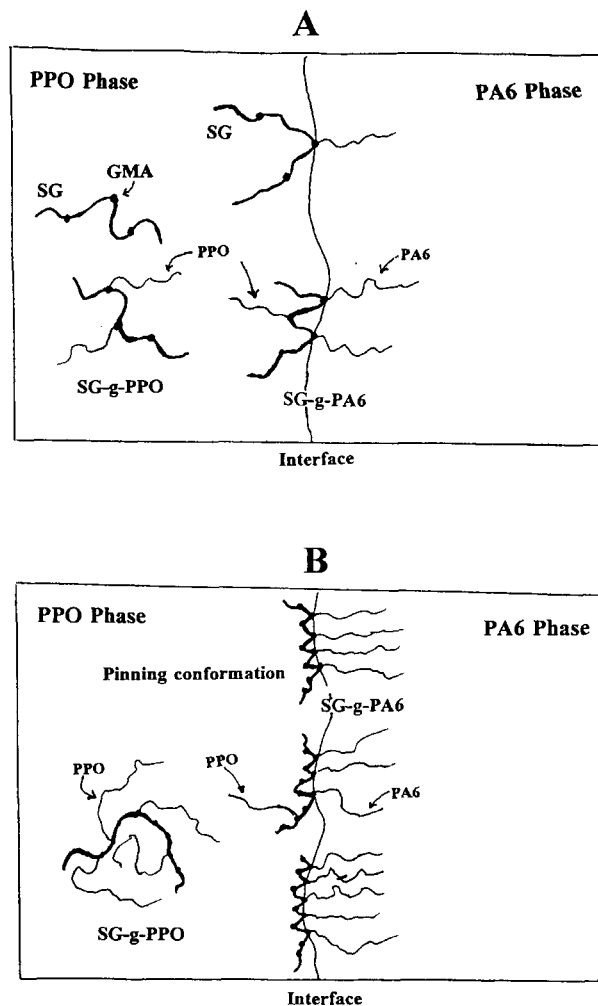 A
PPO Phase
PA6 Phase
SG
GMA
SG
PPO
PA6
SG-g-PPO
SG-g-PA6
Interface
B
PPO Phase
PA6 Phase
Pinning conformation
SG-g-PA6
PPO
PPO
PA6
SG-g-PPO
Interface